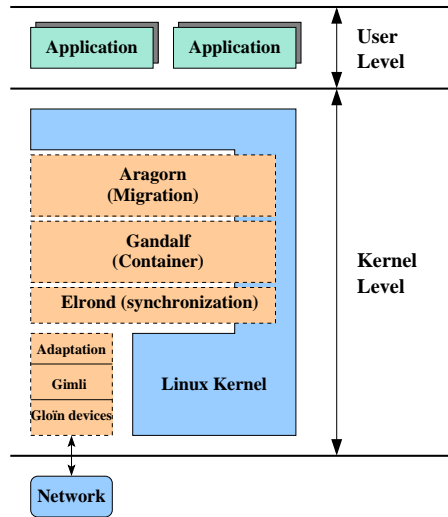 Application
Application
User
Level
Aragorn
(Migration)
Gandalf
(Container)
Elrond (synchronization)
Kernel
Level
Adaptation
Gimli
Gloïn devices
Linux Kernel
Network